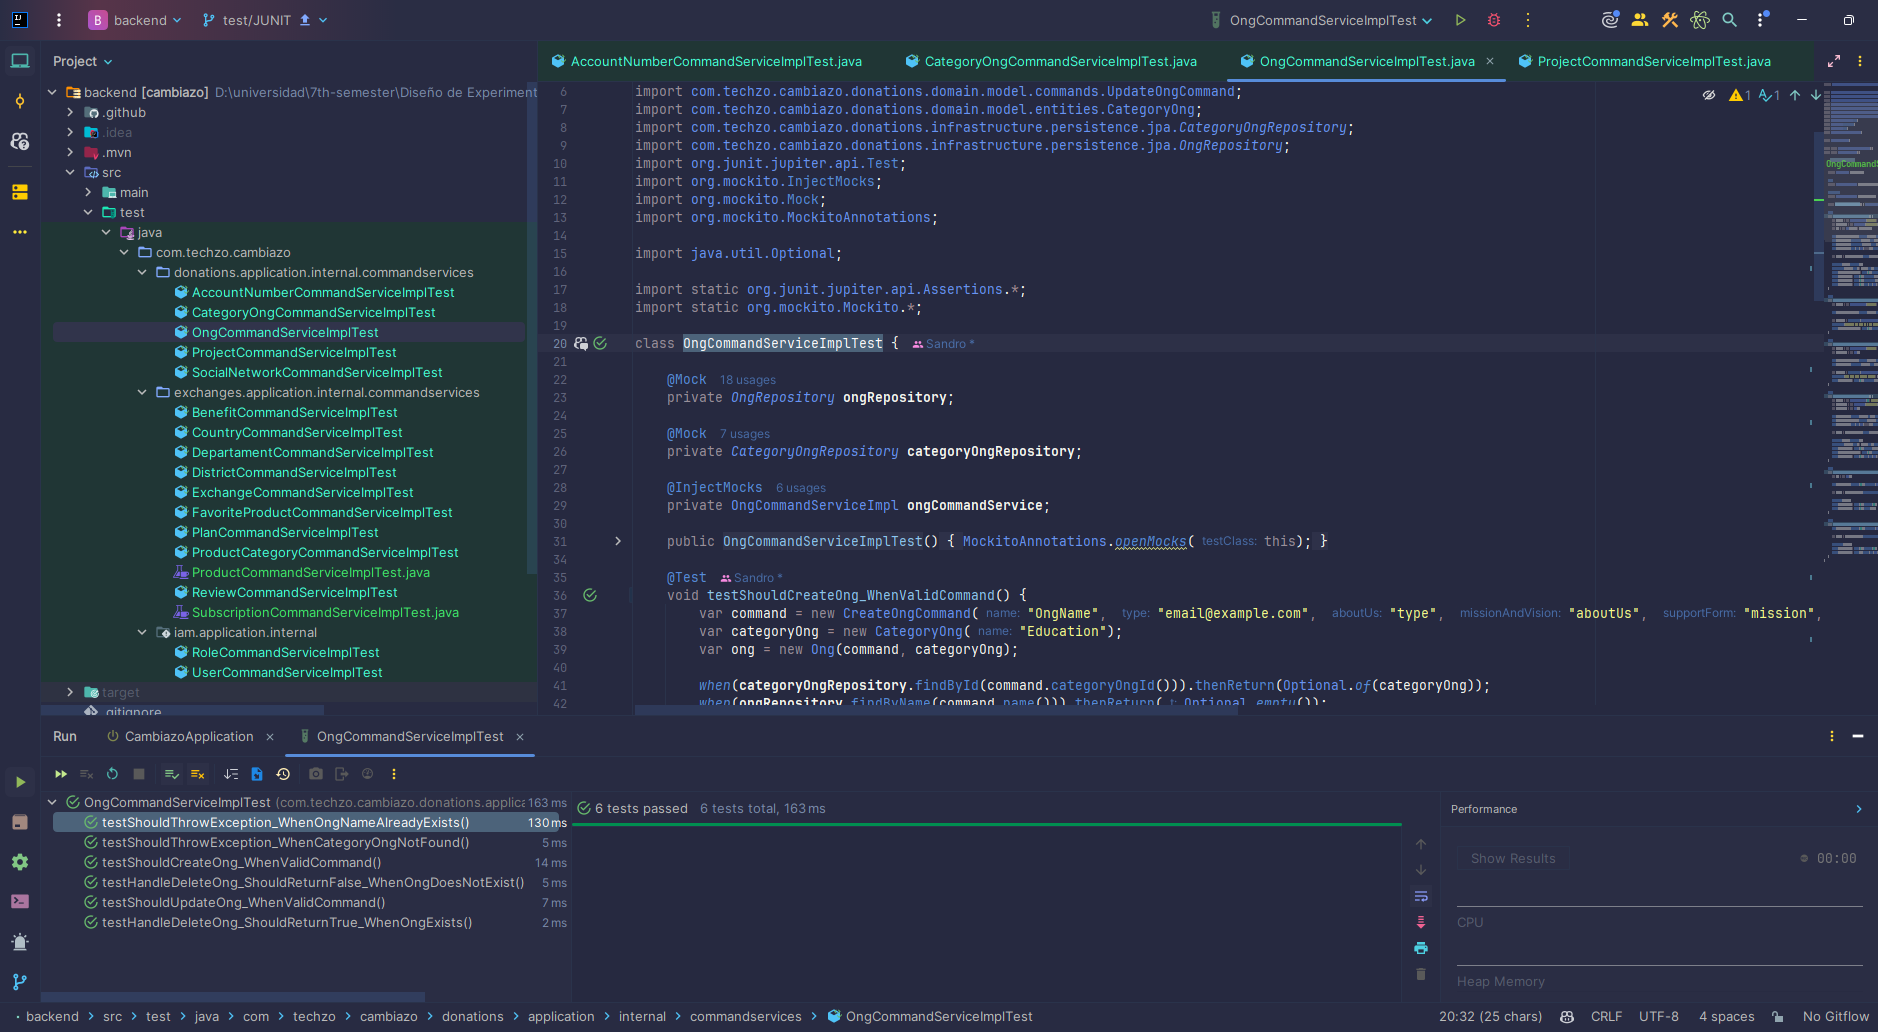 B backend test/JUNIT OngCommandServiceImplTest
Project
AccountNumberCommandServiceImplTest.java CategoryOngCommandServiceImplTest.java OngCommandServiceImplTest.java ProjectCommandServiceImplTest.java
backend [cambiazo] D:\universidad\7th-semester\Diseño de Experiment
.github
.idea
.mvn
src
main
test
java
com.techzo.cambiazo
donations.application.internal.commandservices
AccountNumberCommandServiceImplTest
CategoryOngCommandServiceImplTest
OngCommandServiceImplTest
ProjectCommandServiceImplTest
SocialNetworkCommandServiceImplTest
exchanges.application.internal.commandservices
BenefitCommandServiceImplTest
CountryCommandServiceImplTest
DepartamentCommandServiceImplTest
DistrictCommandServiceImplTest
ExchangeCommandServiceImplTest
FavoriteProductCommandServiceImplTest
PlanCommandServiceImplTest
ProductCategoryCommandServiceImplTest
ProductCommandServiceImplTest.java
ReviewCommandServiceImplTest
SubscriptionCommandServiceImplTest.java
iam.application.internal
RoleCommandServiceImplTest
UserCommandServiceImplTest
target
.gitignore
6 import com.techzo.cambiazo.donations.domain.model.commands.UpdateOngCommand;
7 import com.techzo.cambiazo.donations.domain.model.entities.CategoryOng;
8 import com.techzo.cambiazo.donations.infrastructure.persistence.jpa.CategoryOngRepository;
9 import com.techzo.cambiazo.donations.infrastructure.persistence.jpa.OngRepository;
10 import org.junit.jupiter.api.Test;
11 import org.mockito.InjectMocks;
12 import org.mockito.Mock;
13 import org.mockito.MockitoAnnotations;
14
15 import java.util.Optional;
16
17 import static org.junit.jupiter.api.Assertions.*;
18 import static org.mockito.Mockito.*;
19
20 class OngCommandServiceImplTest { Sandro *
21
22 @Mock 18 usages
23 private OngRepository ongRepository;
24
25 @Mock 7 usages
26 private CategoryOngRepository categoryOngRepository;
27
28 @InjectMocks 6 usages
29 private OngCommandServiceImpl ongCommandService;
30
31 public OngCommandServiceImplTest() { MockitoAnnotations.openMocks( testClass: this); }
34
35 @Test Sandro *
36 void testShouldCreateOng_WhenValidCommand() {
37 var command = new CreateOngCommand( name: "OngName", type: "email@example.com", aboutUs: "type", missionAndVision: "aboutUs", supportForm: "mission",
38 var categoryOng = new CategoryOng( name: "Education");
39 var ong = new Ong(command, categoryOng);
40
41 when(categoryOngRepository.findById(command.categoryOngId())).thenReturn(Optional.of(categoryOng));
42 when(ongRepository.findByName(command.name())).thenReturn( t: Optional.empty());
1 1
OngCommandS
Run CambiazoApplication OngCommandServiceImplTest
OngCommandServiceImplTest (com.techzo.cambiazo.donations.applic 163 ms
testShouldThrowException_WhenOngNameAlreadyExists() 130 ms
testShouldThrowException_WhenCategoryOngNotFound() 5 ms
testShouldCreateOng_WhenValidCommand() 14 ms
testHandleDeleteOng_ShouldReturnFalse_WhenOngDoesNotExist() 5 ms
testShouldUpdateOng_WhenValidCommand() 7 ms
testHandleDeleteOng_ShouldReturnTrue_WhenOngExists() 2 ms
6 tests passed 6 tests total, 163 ms
Performance
Show Results 00:00
CPU
Heap Memory
backend > src > test > java > com > techzo > cambiazo > donations > application > internal > commandservices > OngCommandServiceImplTest
20:32 (25 chars) CRLF UTF-8 4 spaces No Gitflow